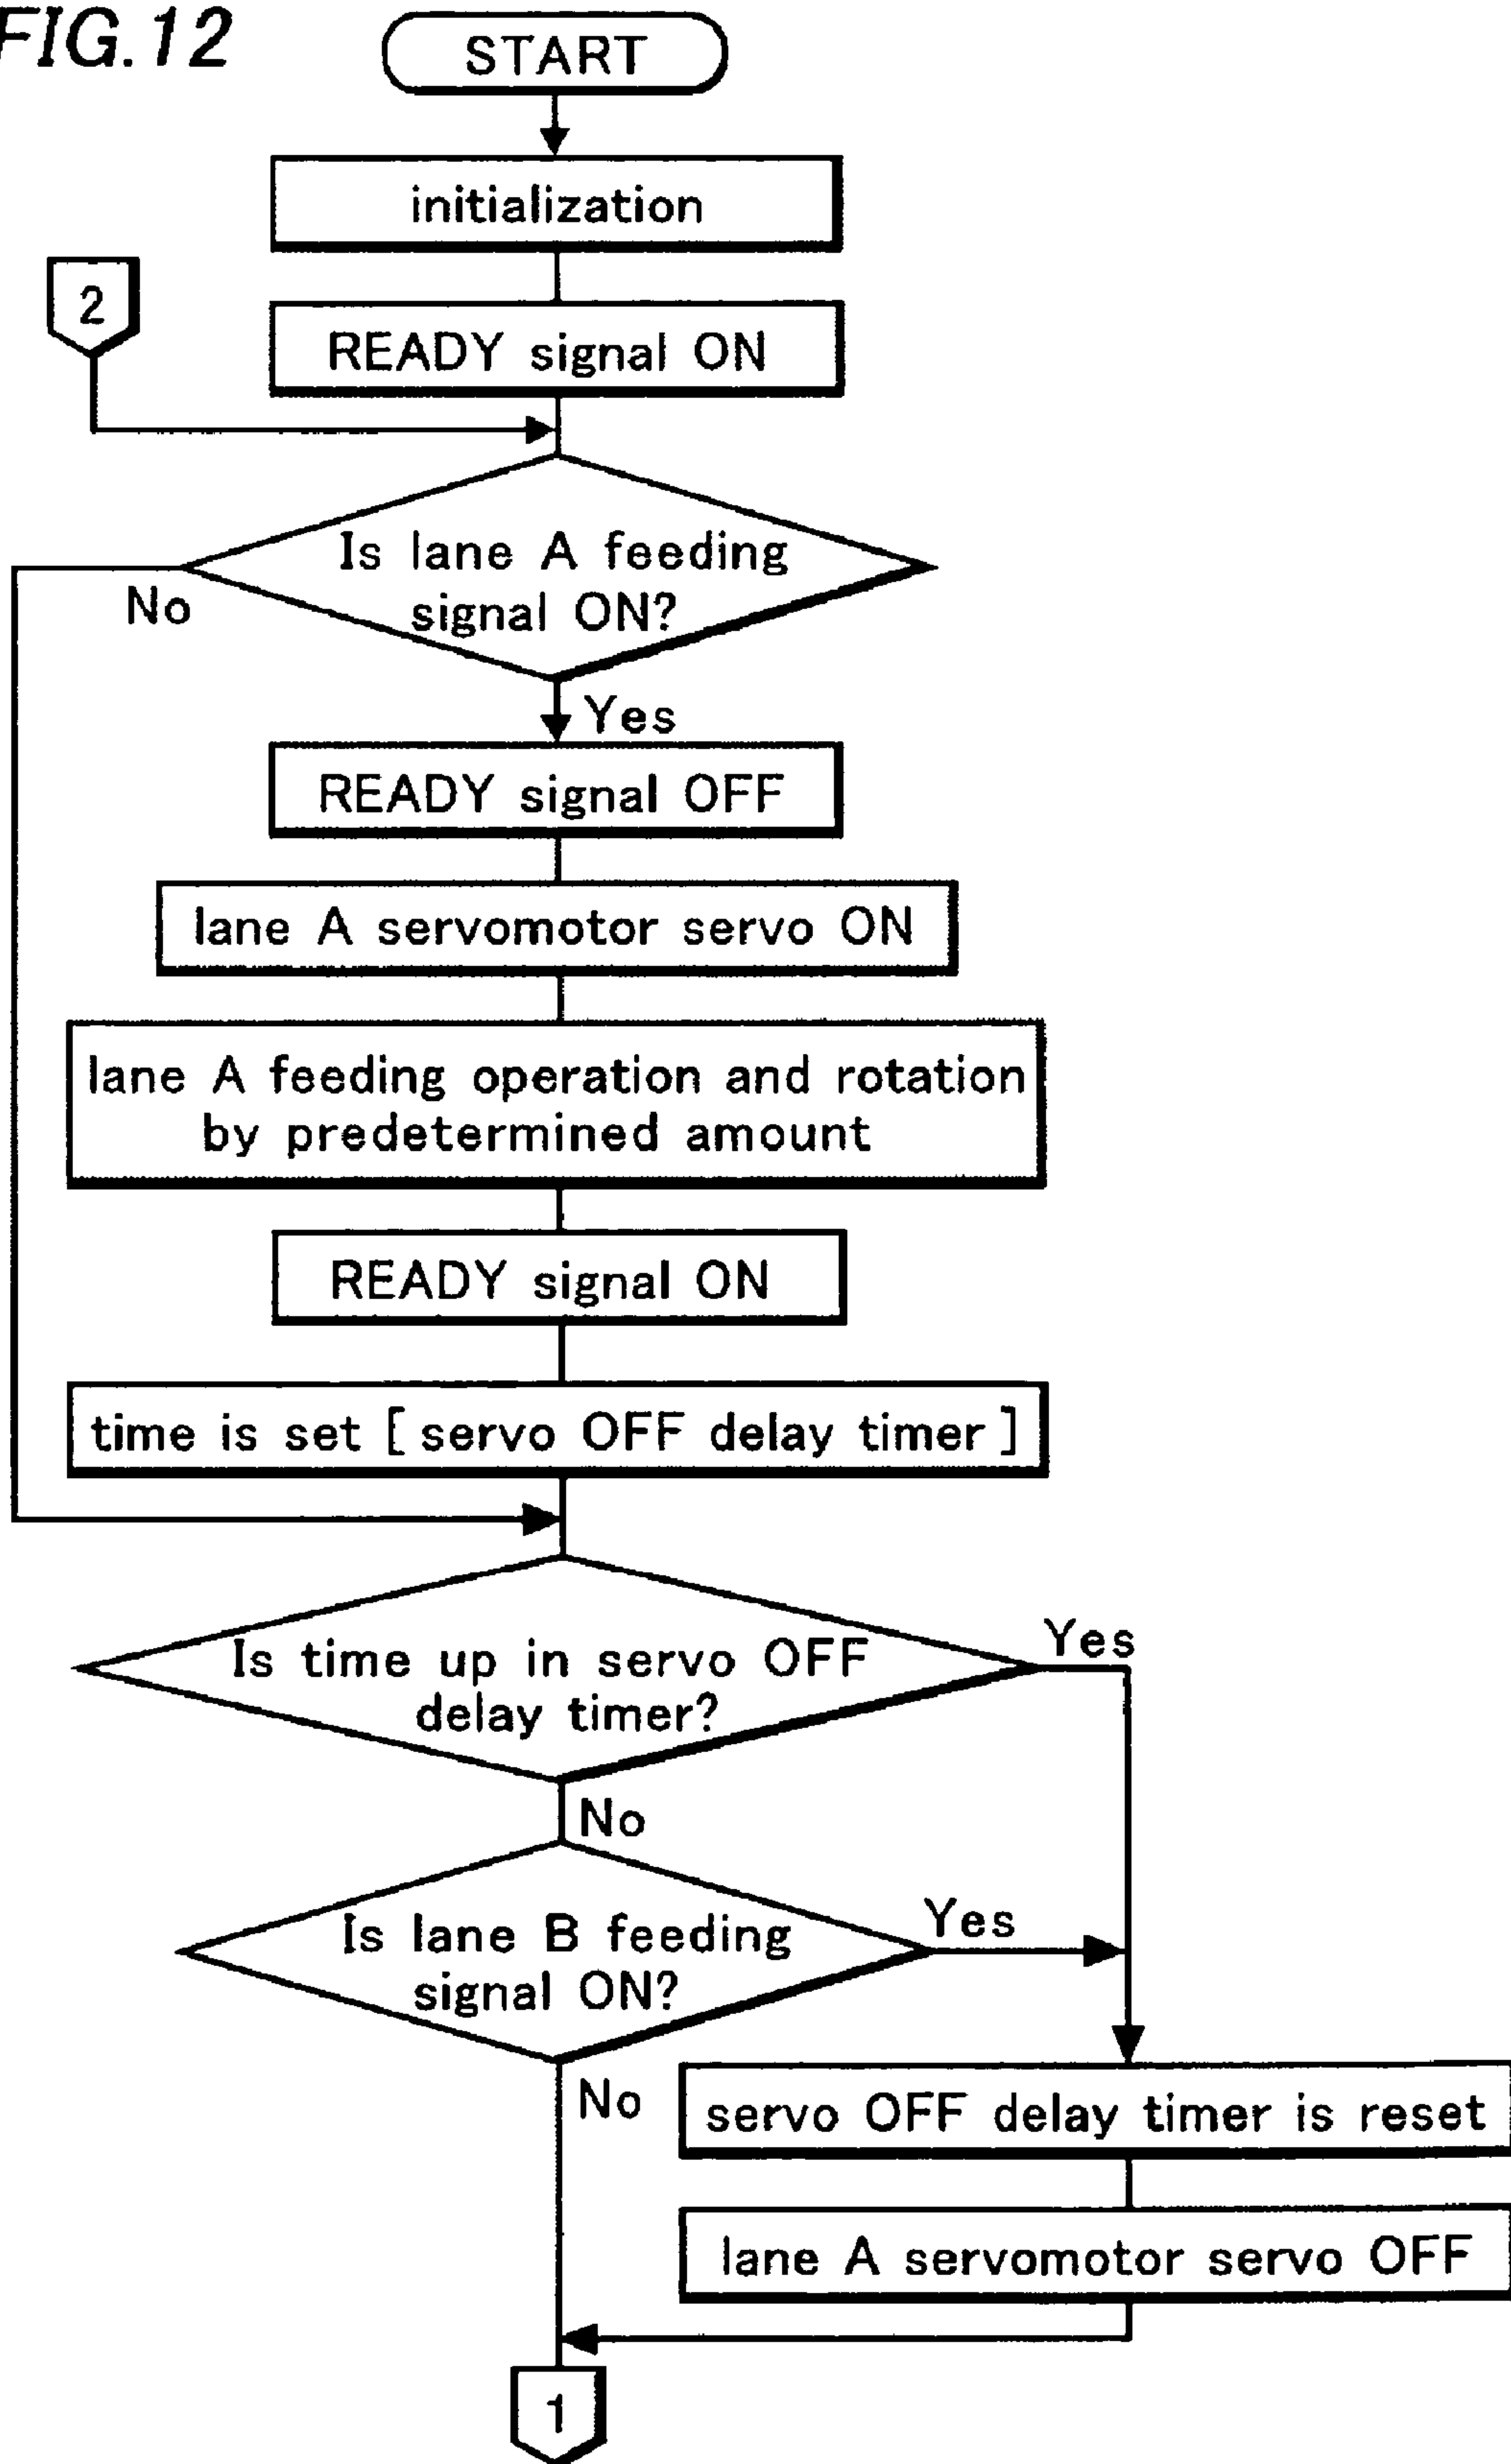 FIG.12
START
initialization
2
READY signal ON
Is lane A feeding
signal ON?
No
Yes
READY signal OFF
lane A servomotor servo ON
lane A feeding operation and rotation
by predetermined amount
READY signal ON
time is set [ servo OFF delay timer ]
Is time up in servo OFF
delay timer?
Yes
No
Is lane B feeding
signal ON?
Yes
No
servo OFF delay timer is reset
lane A servomotor servo OFF
1